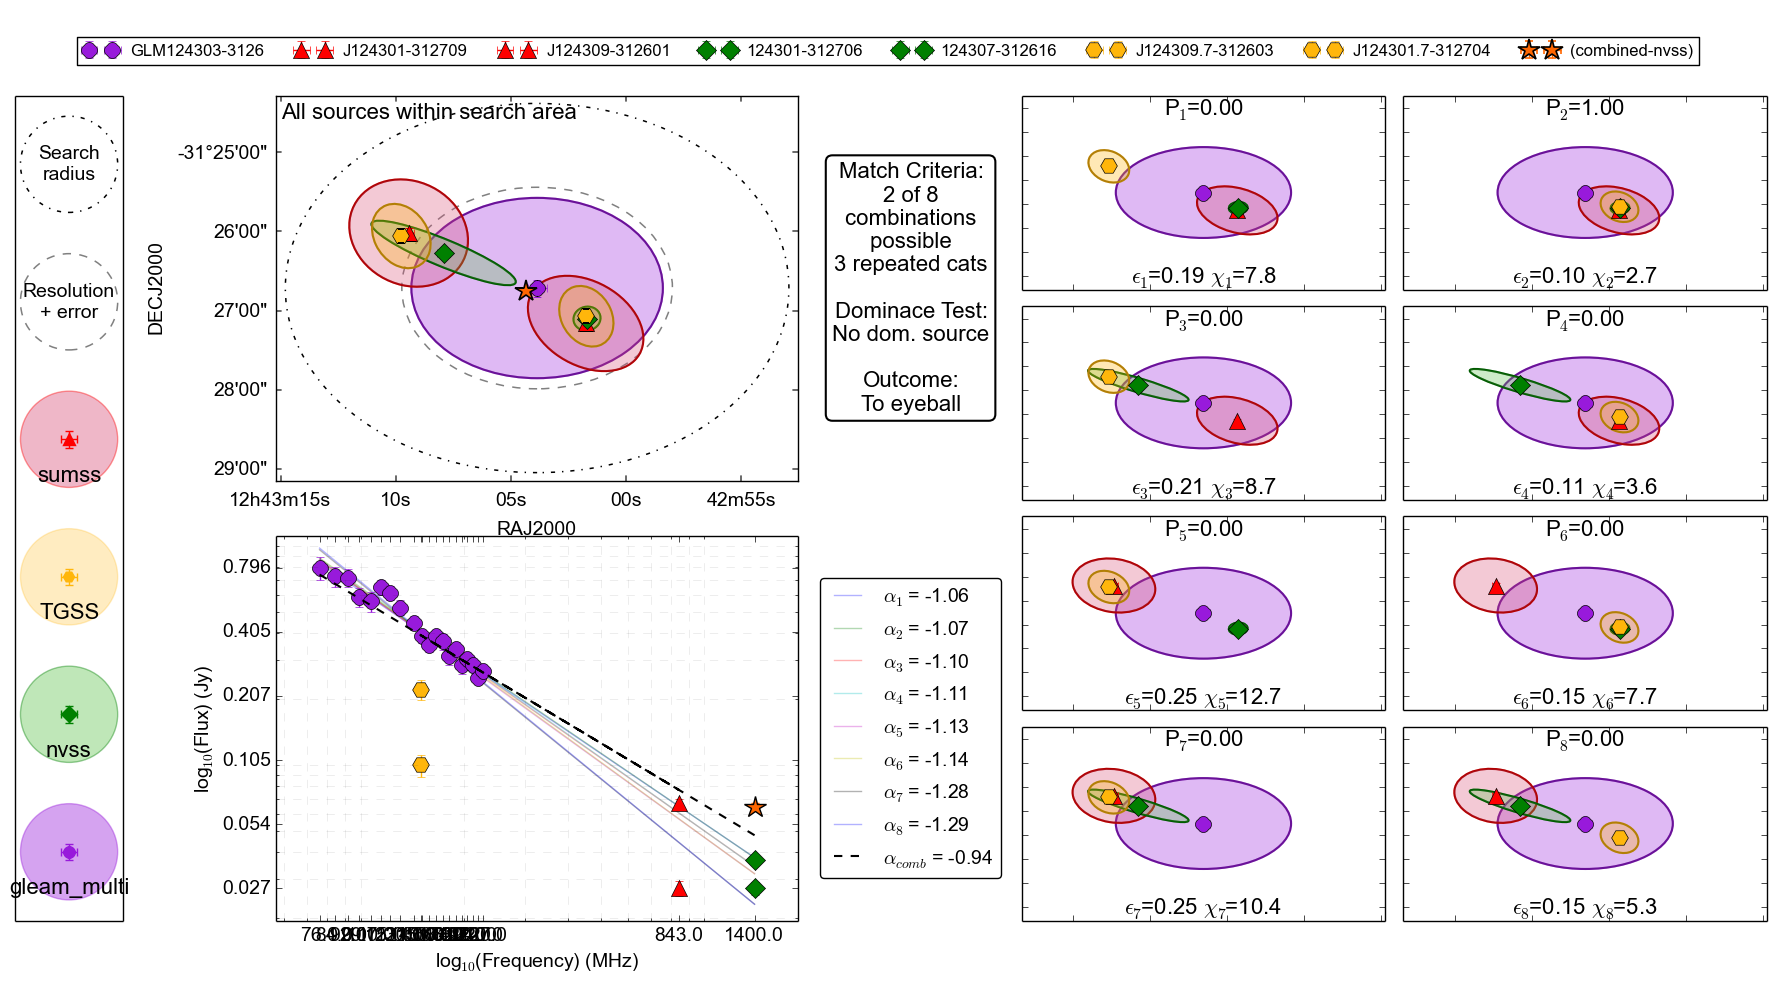 GLM124303-3126 J124301-312709 J124309-312601 124301-312706 124307-312616 J124309.7-312603 J124301.7-312704 (combined-nvss)
Search
radius
Resolution
+ error
sumss
TGSS
nvss
gleam_multi
All sources within search area
DECJ2000
-31°25'00"
26'00"
27'00"
28'00"
29'00"
12h43m15s 10s 05s 00s 42m55s
RAJ2000
Match Criteria:
2 of 8
combinations
possible
3 repeated cats
Dominace Test:
No dom. source
Outcome:
To eyeball
log₁₀(Flux) (Jy)
0.796
0.405
0.207
0.105
0.054
0.027
843.0 1400.0
log₁₀(Frequency) (MHz)
α₁ = -1.06
α₂ = -1.07
α₃ = -1.10
α₄ = -1.11
α₅ = -1.13
α₆ = -1.14
α₇ = -1.28
α₈ = -1.29
α_comb = -0.94
P₁=0.00
ϵ₁=0.19 χ₁=7.8
P₂=1.00
ϵ₂=0.10 χ₂=2.7
P₃=0.00
ϵ₃=0.21 χ₃=8.7
P₄=0.00
ϵ₄=0.11 χ₄=3.6
P₅=0.00
ϵ₅=0.25 χ₅=12.7
P₆=0.00
ϵ₆=0.15 χ₆=7.7
P₇=0.00
ϵ₇=0.25 χ₇=10.4
P₈=0.00
ϵ₈=0.15 χ₈=5.3